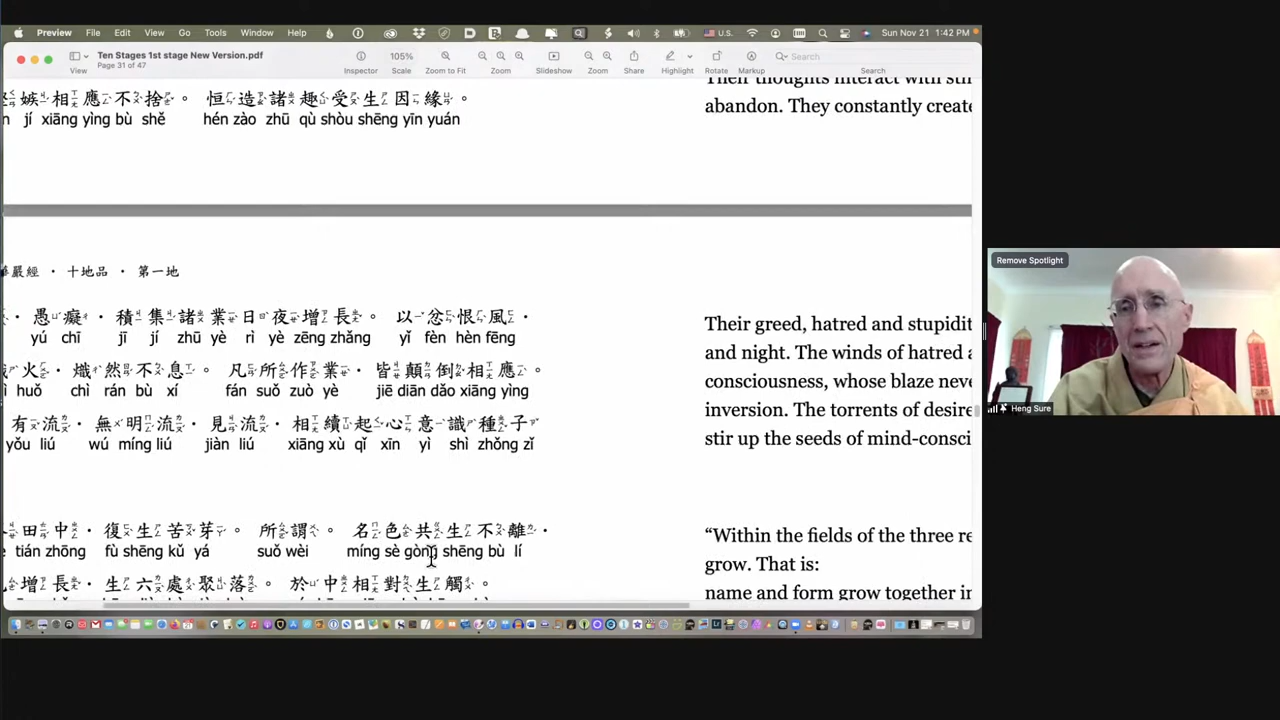 Preview File Edit View Go Tools Window Help U.S. Sun Nov 21 1:42 PM
Ten Stages 1st stage New Version.pdf
Page 31 of 47
105%
Search
View Inspector Scale Zoom to Fit Zoom Slideshow Zoom Share Highlight Rotate Markup Search
嫉相應不捨。 恒造諸趣受生因緣。
n jí xiāng yìng bù shě hén zào zhū qù shòu shēng yīn yuán
abandon. They constantly create
華嚴經 · 十地品 · 第一地
愚癡· 積集諸業日夜增長。 以忿恨風·
yú chī jī jí zhū yè rì yè zēng zhǎng yǐ fèn hèn fēng
Their greed, hatred and stupidit
火· 熾然不息。 凡所作業· 皆顛倒相應。
huǒ chì rán bù xí fán suǒ zuò yè jiē diān dǎo xiāng yìng
and night. The winds of hatred a
consciousness, whose blaze neve
有流· 無明流· 見流· 相續起心意識種子
yǒu liú wú míng liú jiàn liú xiāng xù qǐ xīn yì shì zhǒng zǐ
inversion. The torrents of desire
stir up the seeds of mind-consci
田中· 復生苦芽。 所謂。 名色共生不離·
tián zhōng fù shēng kǔ yá suǒ wèi míng sè gòng shēng bù lí
“Within the fields of the three re
grow. That is:
增長。 生六處聚落。 於中相對生觸。
name and form grow together in
Remove Spotlight
Heng Sure